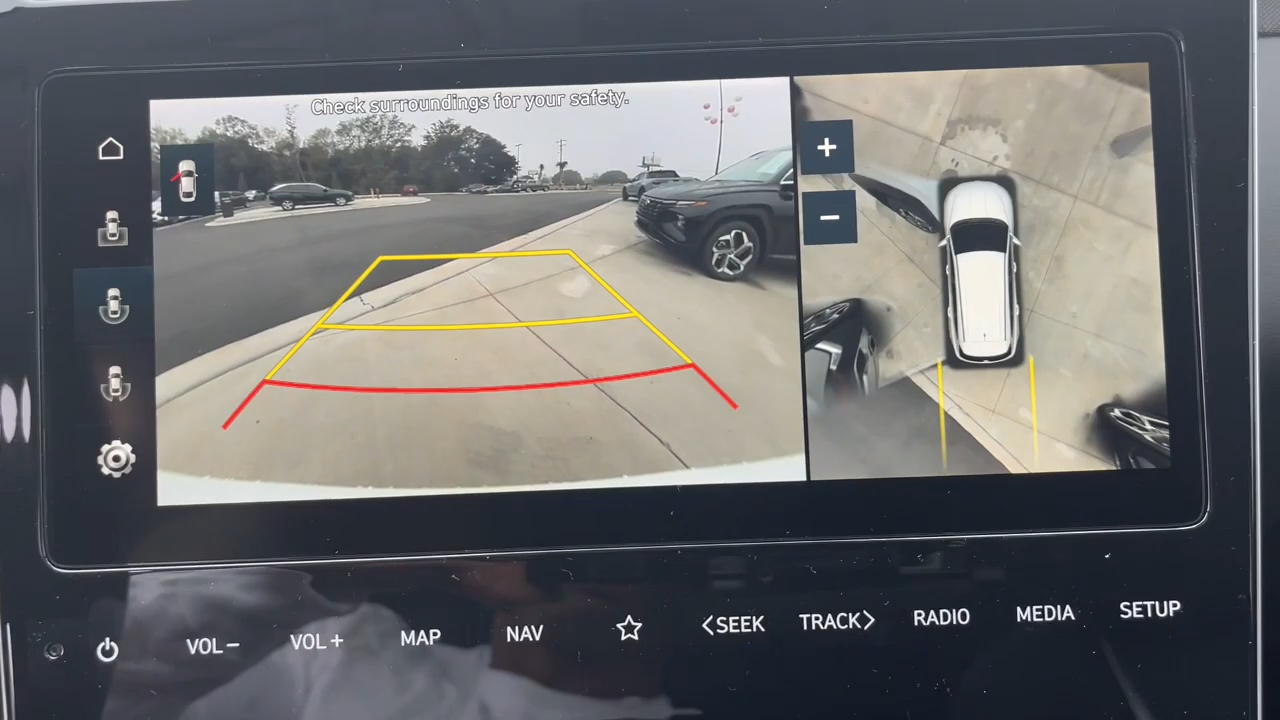 Check surroundings for your safety.
+
−
VOL− VOL+ MAP NAV <SEEK TRACK> RADIO MEDIA SETUP